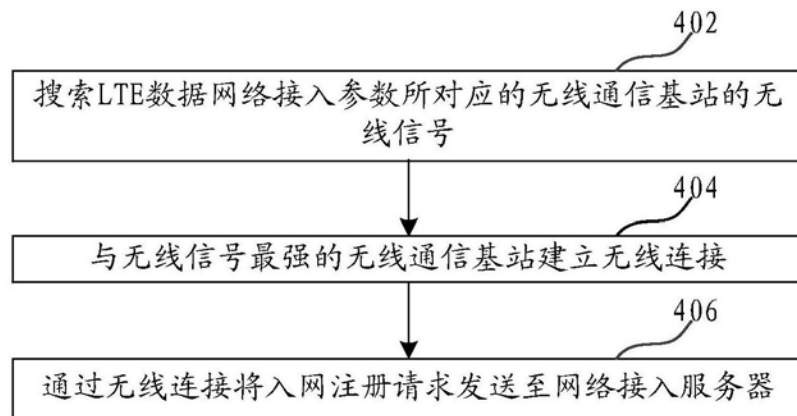 402
搜索LTE数据网络接入参数所对应的无线通信基站的无
线信号
404
与无线信号最强的无线通信基站建立无线连接
406
通过无线连接将入网注册请求发送至网络接入服务器